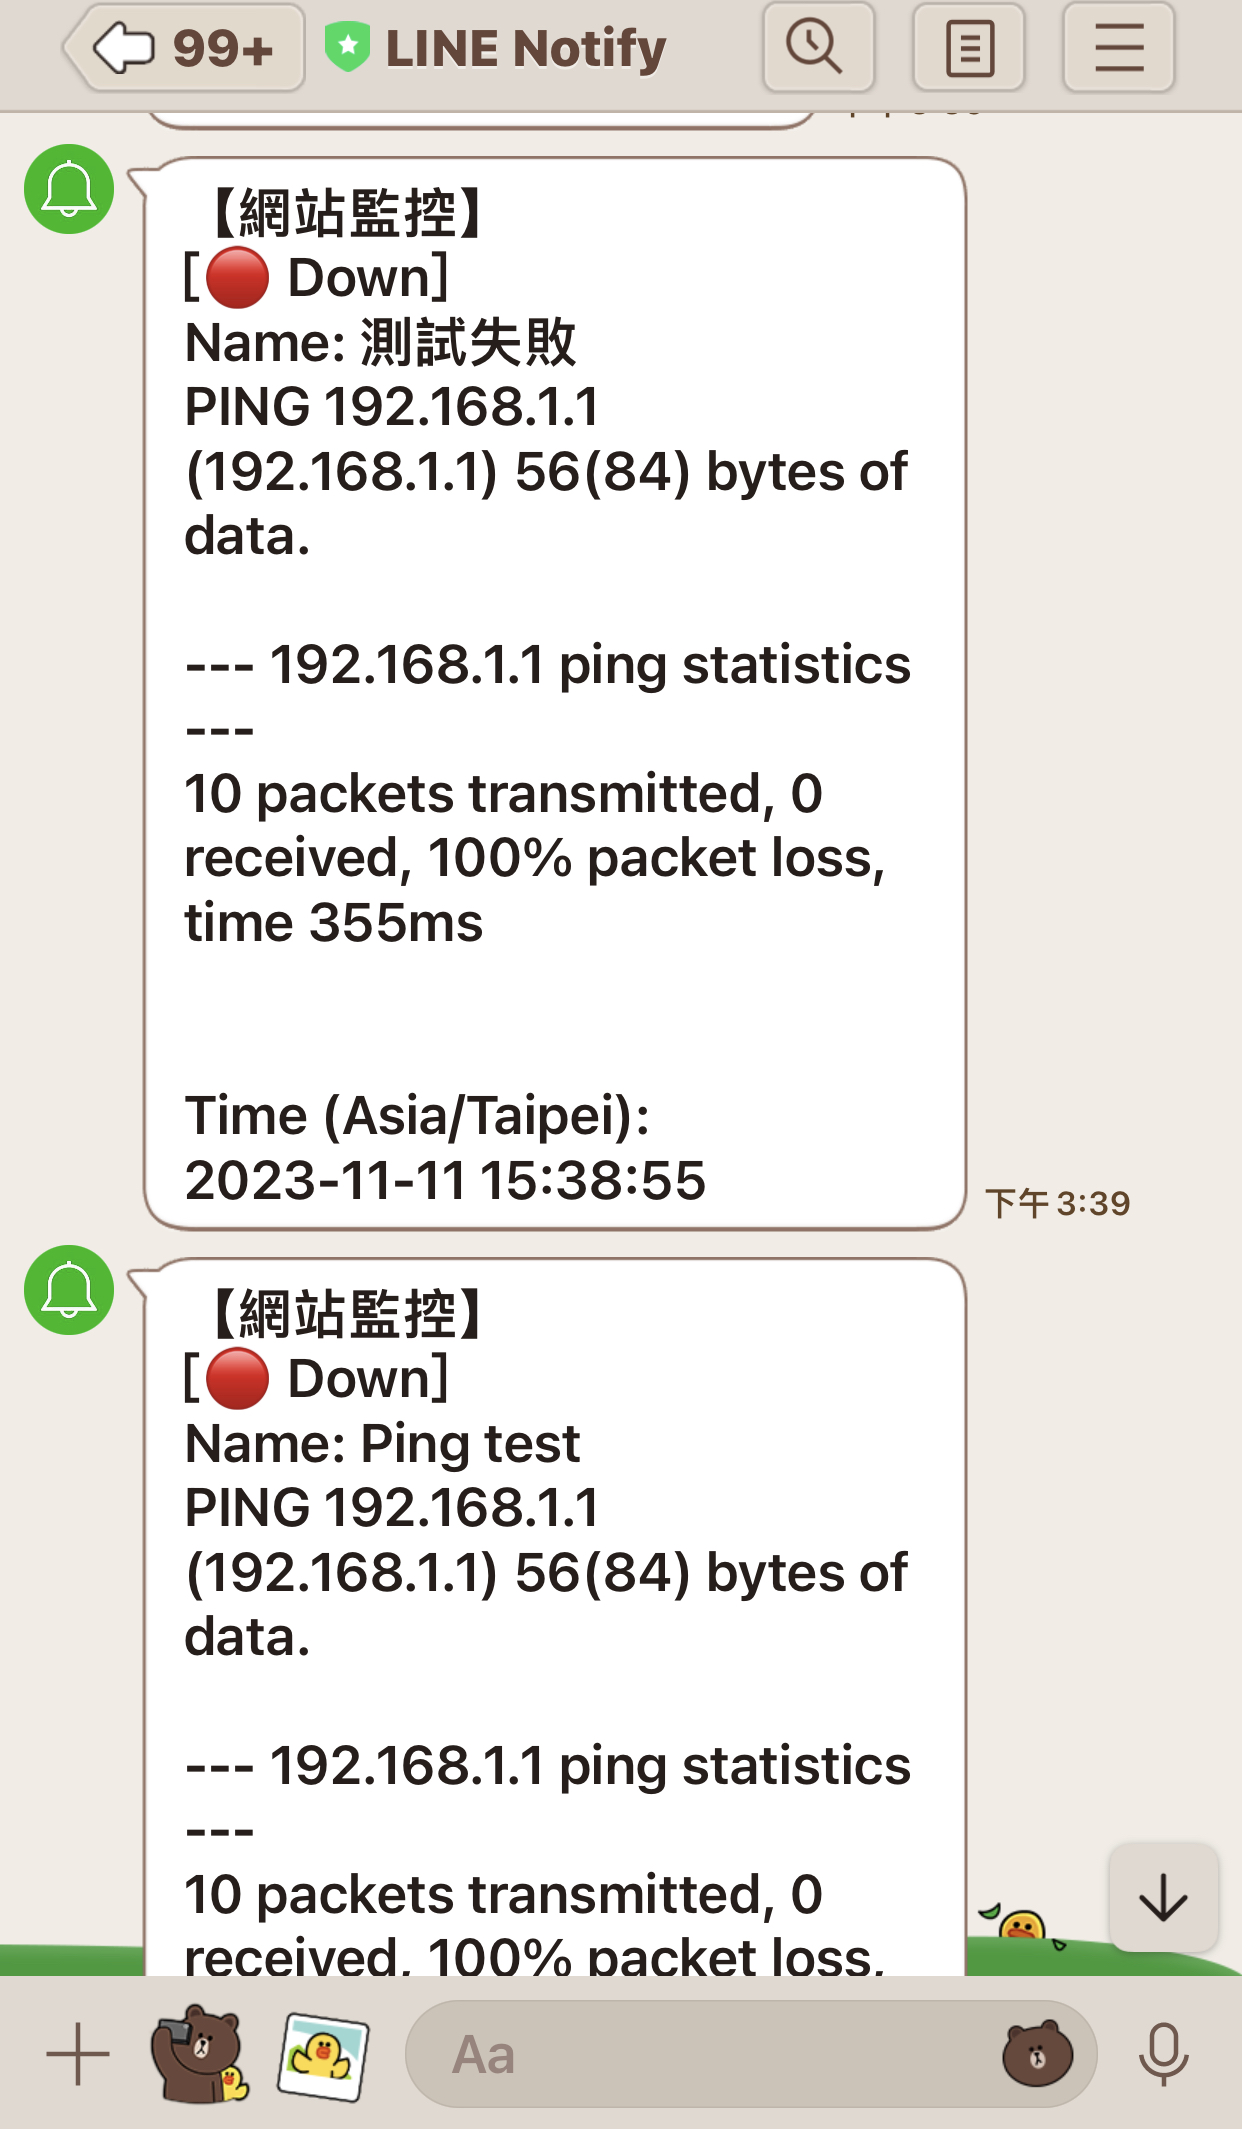 99+ LINE Notify
【網站監控】
[🔴 Down]
Name: 測試失敗
PING 192.168.1.1
(192.168.1.1) 56(84) bytes of
data.
--- 192.168.1.1 ping statistics
---
10 packets transmitted, 0
received, 100% packet loss,
time 355ms
Time (Asia/Taipei):
2023-11-11 15:38:55
下午 3:39
【網站監控】
[🔴 Down]
Name: Ping test
PING 192.168.1.1
(192.168.1.1) 56(84) bytes of
data.
--- 192.168.1.1 ping statistics
---
10 packets transmitted, 0
received, 100% packet loss,
Aa